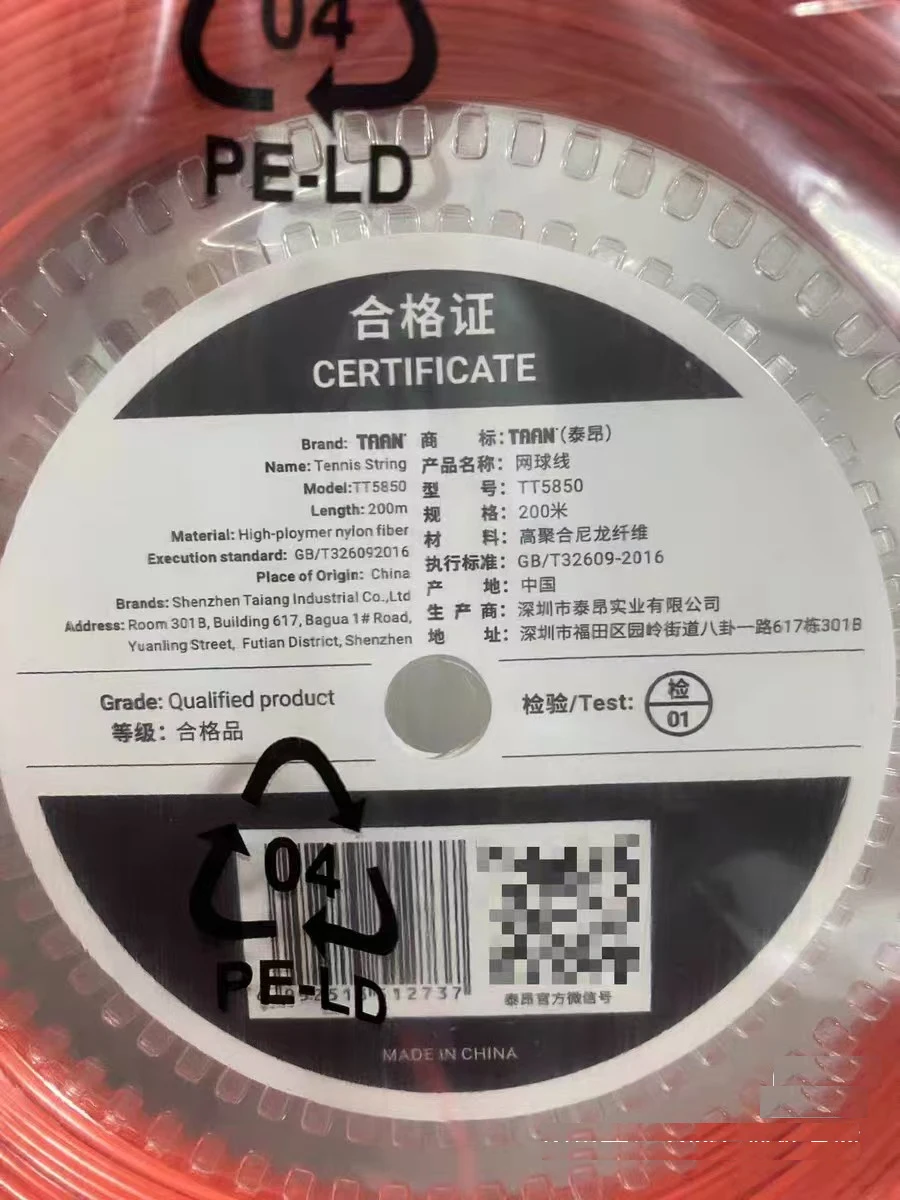 04
PE-LD
合格证
CERTIFICATE
Brand: TAAN 商 标：TAAN（泰昂）
Name: Tennis String 产品名称：网球线
Model:TT5850 型 号：TT5850
Length: 200m 规 格：200米
Material: High-ploymer nylon fiber 材 料：高聚合尼龙纤维
Execution standard: GB/T326092016 执行标准：GB/T32609-2016
Place of Origin: China 产 地：中国
Brands: Shenzhen Taiang Industrial Co.,Ltd 生 产 商：深圳市泰昂实业有限公司
Address: Room 301B, Building 617, Bagua 1# Road, 地 址：深圳市福田区园岭街道八卦一路617栋301B
Yuanling Street, Futian District, Shenzhen
Grade: Qualified product 检验/Test: 检 01
等级：合格品
04
PE-LD
12737
泰昂官方微信号
MADE IN CHINA